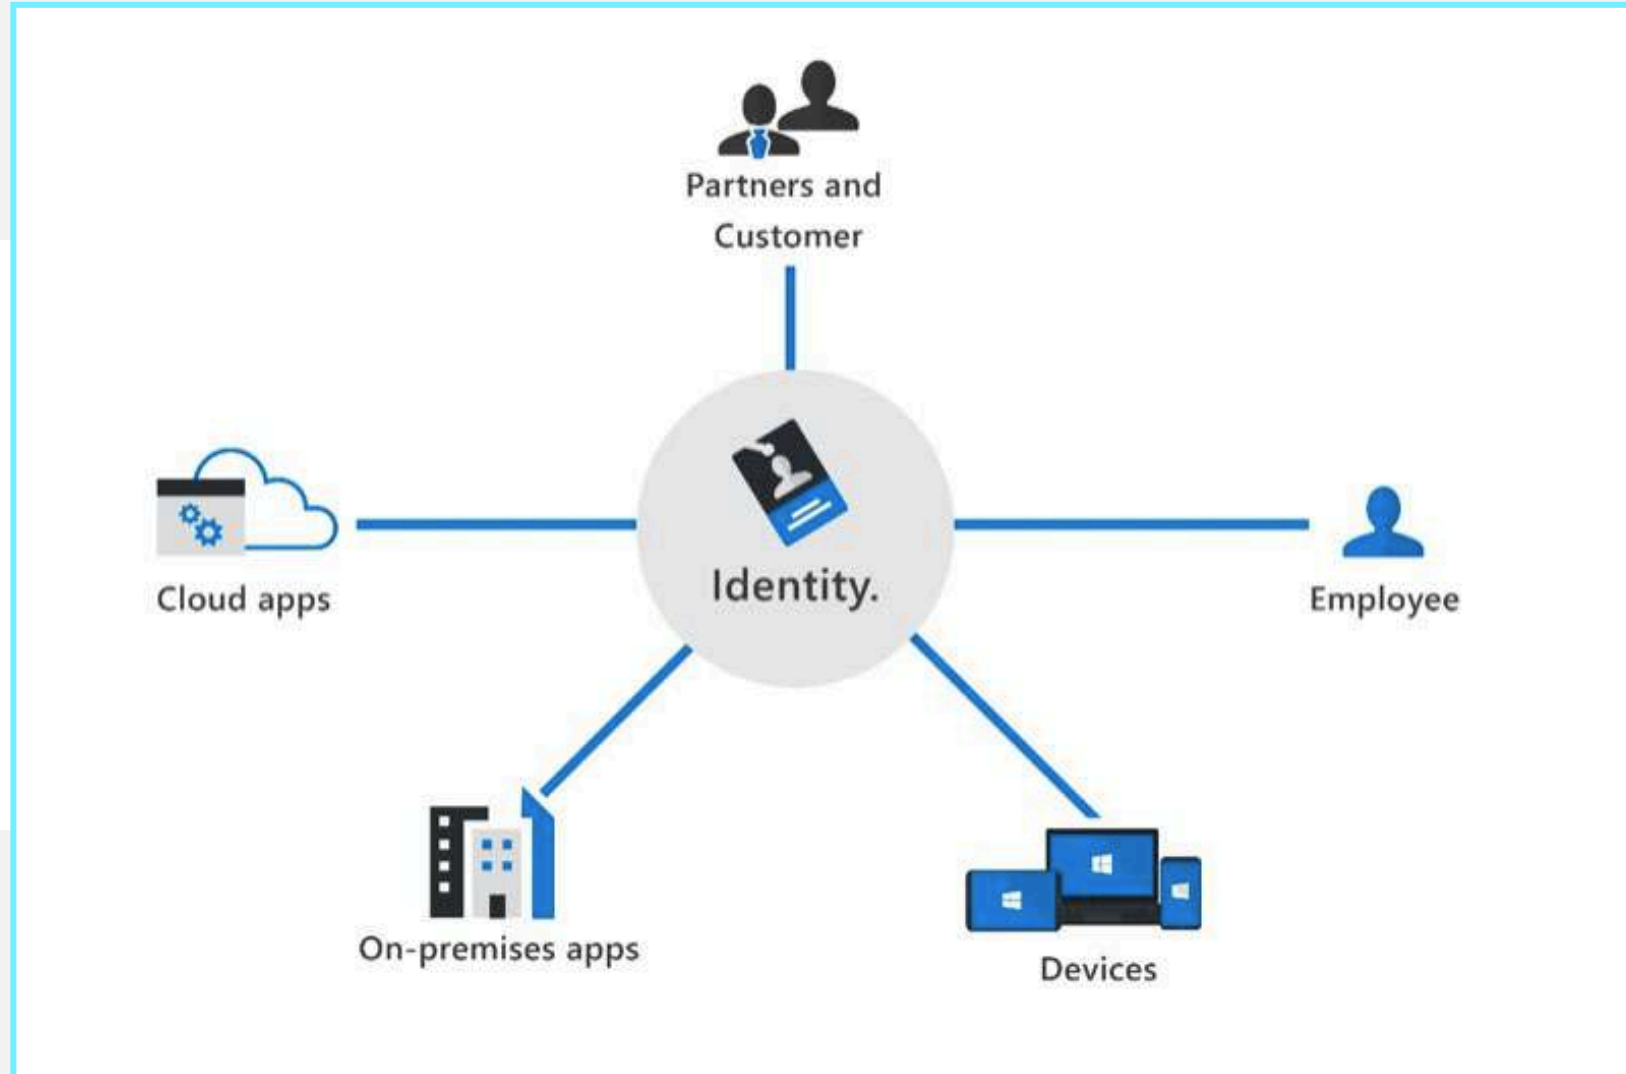 Partners and
Customer
Identity.
Cloud apps
Employee
On-premises apps
Devices